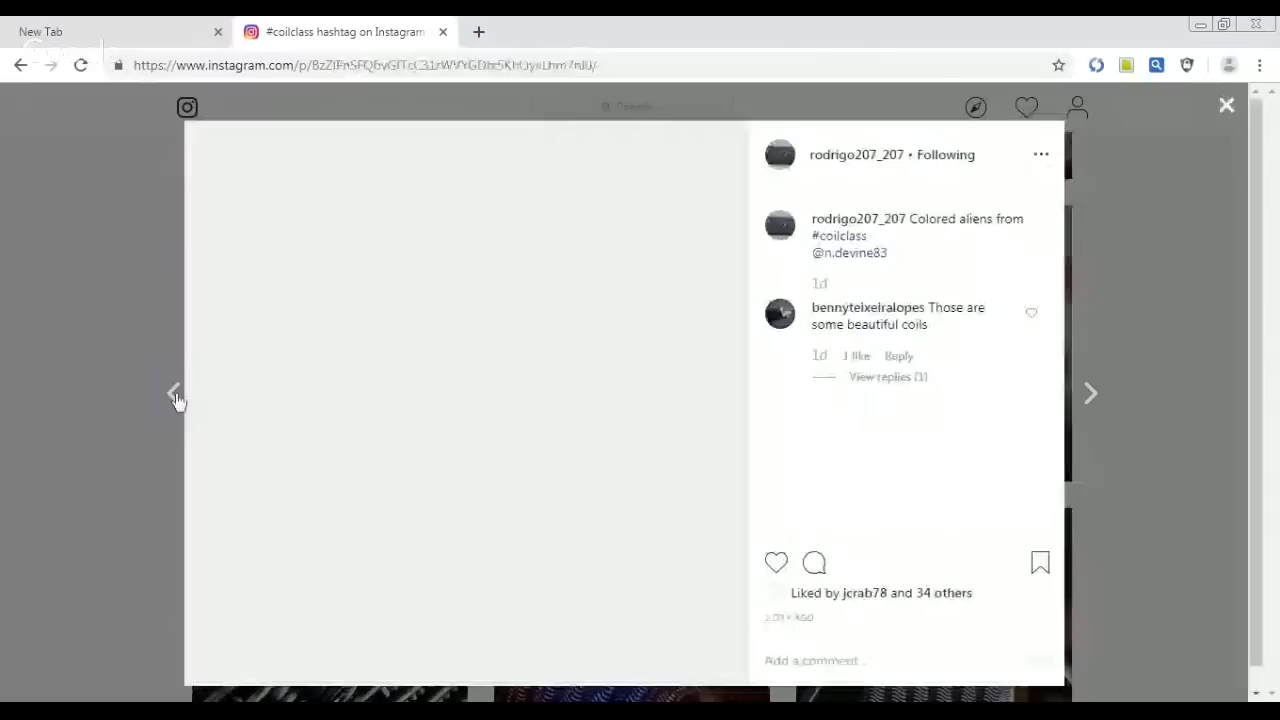 New Tab
#coilclass hashtag on Instagram
rodrigo207_207 • Following
rodrigo207_207 Colored aliens from
#coilclass
@n.devine83
1d
bennyteixeiralopes Those are
some beautiful coils
1d 1 like Reply
View replies (1)
Liked by jcrab78 and 34 others
Add a comment...